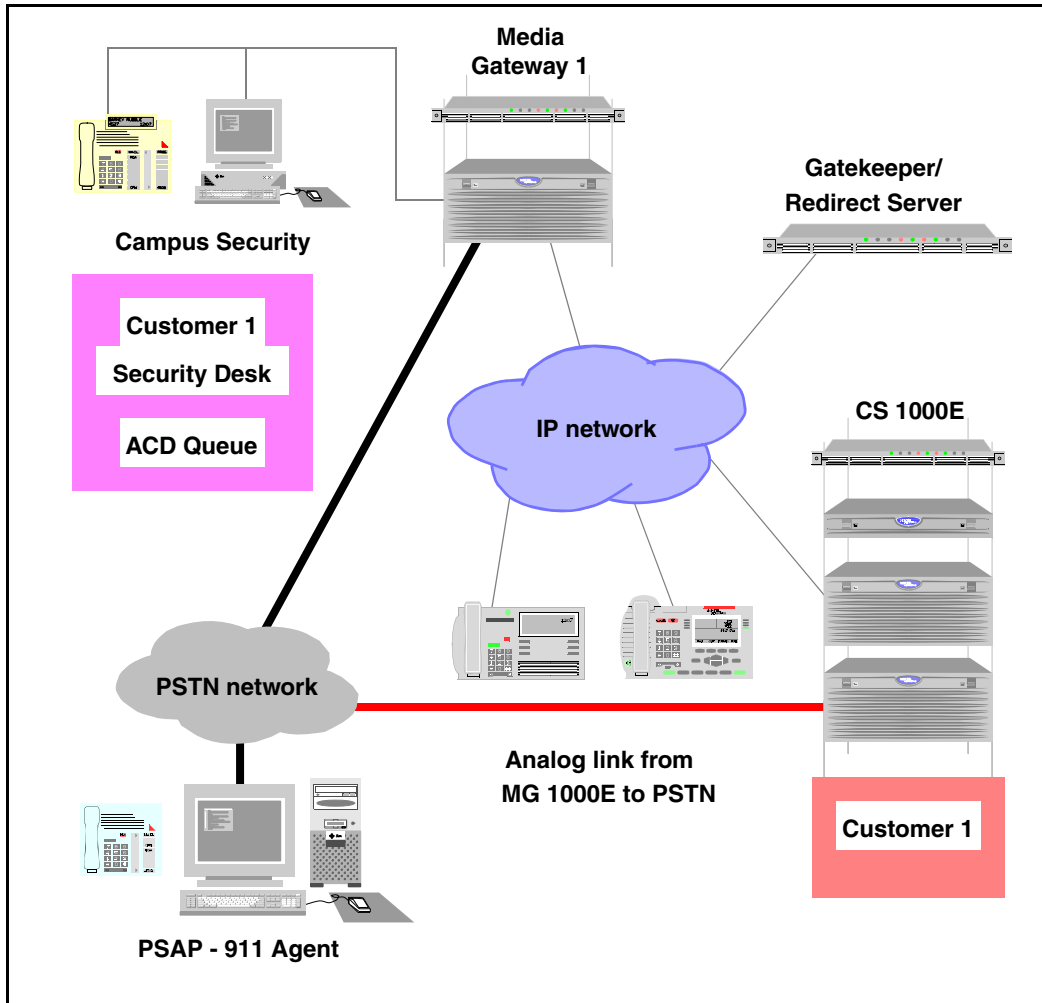 Media
Gateway 1
Gatekeeper/
Redirect Server
Campus Security
Customer 1
Security Desk
ACD Queue
IP network
CS 1000E
PSTN network
Analog link from
MG 1000E to PSTN
Customer 1
PSAP - 911 Agent